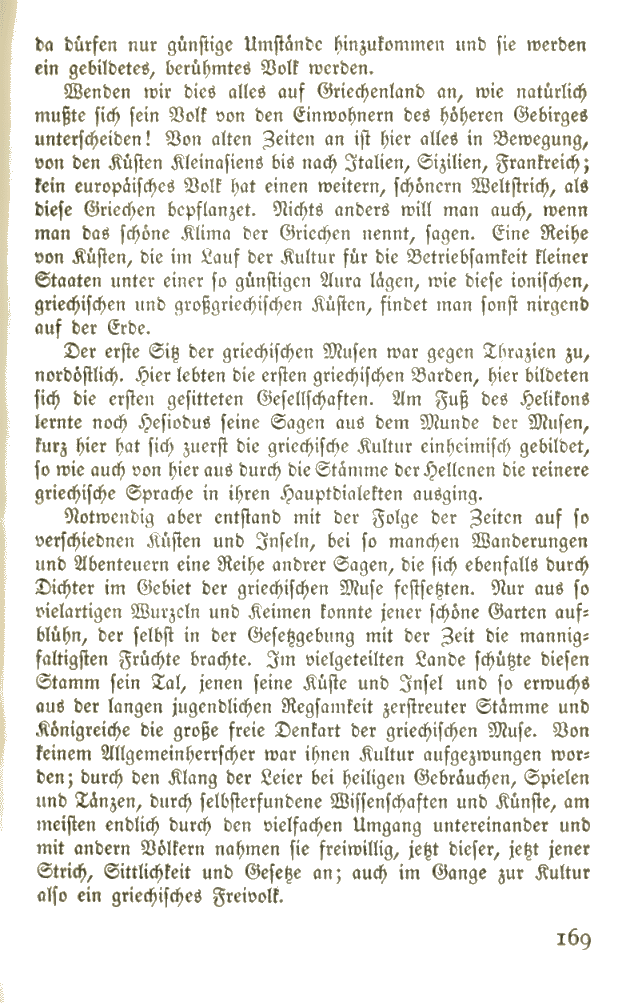 da dürfen nur günstige Umstände hinzukommen und sie werden
ein gebildetes, berühmtes Volk werden.
Wenden wir dies alles auf Griechenland an, wie natürlich
mußte sich sein Volk von den Einwohnern des höheren Gebirges
unterscheiden! Von alten Zeiten an ist hier alles in Bewegung,
von den Küsten Kleinasiens bis nach Italien, Sizilien, Frankreich;
kein europäisches Volk hat einen weitern, schönern Weltstrich, als
diese Griechen bepflanzet. Nichts anders will man auch, wenn
man das schöne Klima der Griechen nennt, sagen. Eine Reihe
von Küsten, die im Lauf der Kultur für die Betriebsamkeit kleiner
Staaten unter einer so günstigen Aura lägen, wie diese ionischen,
griechischen und großgriechischen Küsten, findet man sonst nirgend
auf der Erde.
Der erste Sitz der griechischen Musen war gegen Thrazien zu,
nordöstlich. Hier lebten die ersten griechischen Barden, hier bildeten
sich die ersten gesitteten Gesellschaften. Am Fuß des Helikons
lernte noch Hesiodus seine Sagen aus dem Munde der Musen,
kurz hier hat sich zuerst die griechische Kultur einheimisch gebildet,
so wie auch von hier aus durch die Stämme der Hellenen die reinere
griechische Sprache in ihren Hauptdialekten ausging.
Notwendig aber entstand mit der Folge der Zeiten auf so
verschiednen Küsten und Inseln, bei so manchen Wanderungen
und Abenteuern eine Reihe andrer Sagen, die sich ebenfalls durch
Dichter im Gebiet der griechischen Muse festsetzten. Nur aus so
vielartigen Wurzeln und Keimen konnte jener schöne Garten auf-
blühn, der selbst in der Gesetzgebung mit der Zeit die mannig-
faltigsten Früchte brachte. Im vielgeteilten Lande schützte diesen
Stamm sein Tal, jenen seine Küste und Insel und so erwuchs
aus der langen jugendlichen Regsamkeit zerstreuter Stämme und
Königreiche die große freie Denkart der griechischen Muse. Von
keinem Allgemeinherrscher war ihnen Kultur aufgezwungen wor-
den; durch den Klang der Leier bei heiligen Gebräuchen, Spielen
und Tänzen, durch selbsterfundene Wissenschaften und Künste, am
meisten endlich durch den vielfachen Umgang untereinander und
mit andern Völkern nahmen sie freiwillig, jetzt dieser, jetzt jener
Strich, Sittlichkeit und Gesetze an; auch im Gange zur Kultur
also ein griechisches Freivolk.
169